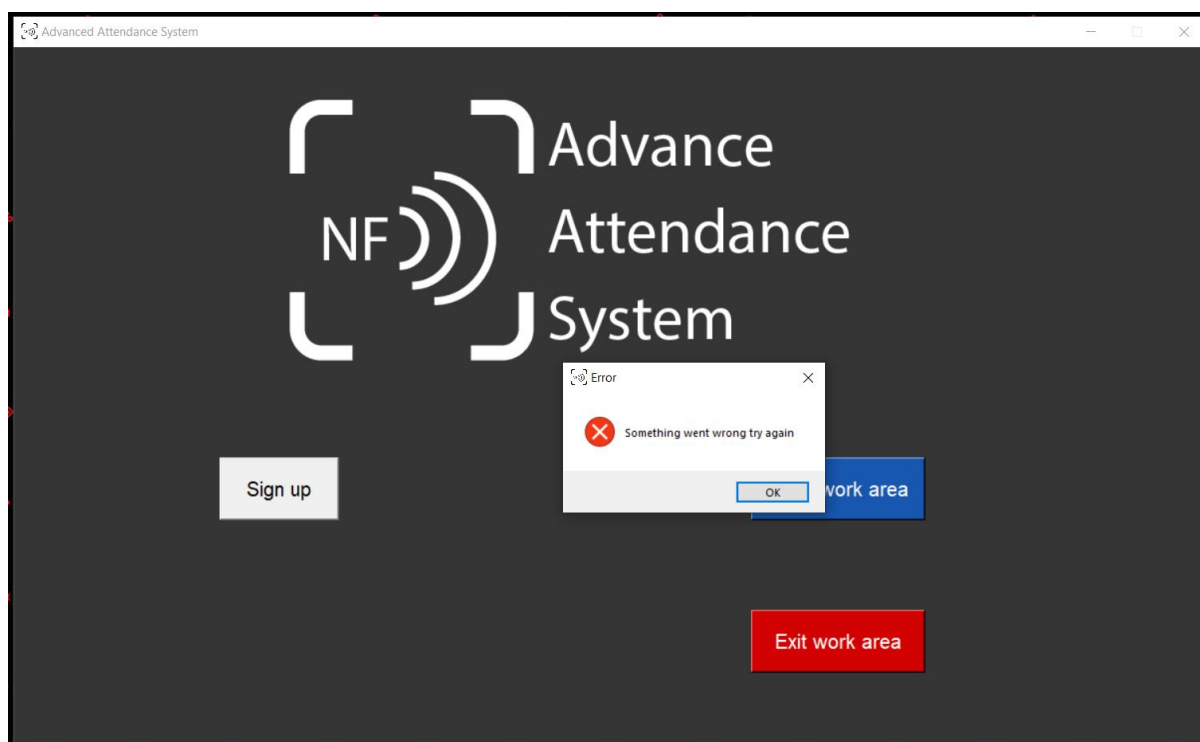 Advanced Attendance System
Advance
Attendance
System
NF
Error
Something went wrong try again
OK
Sign up
work area
Exit work area